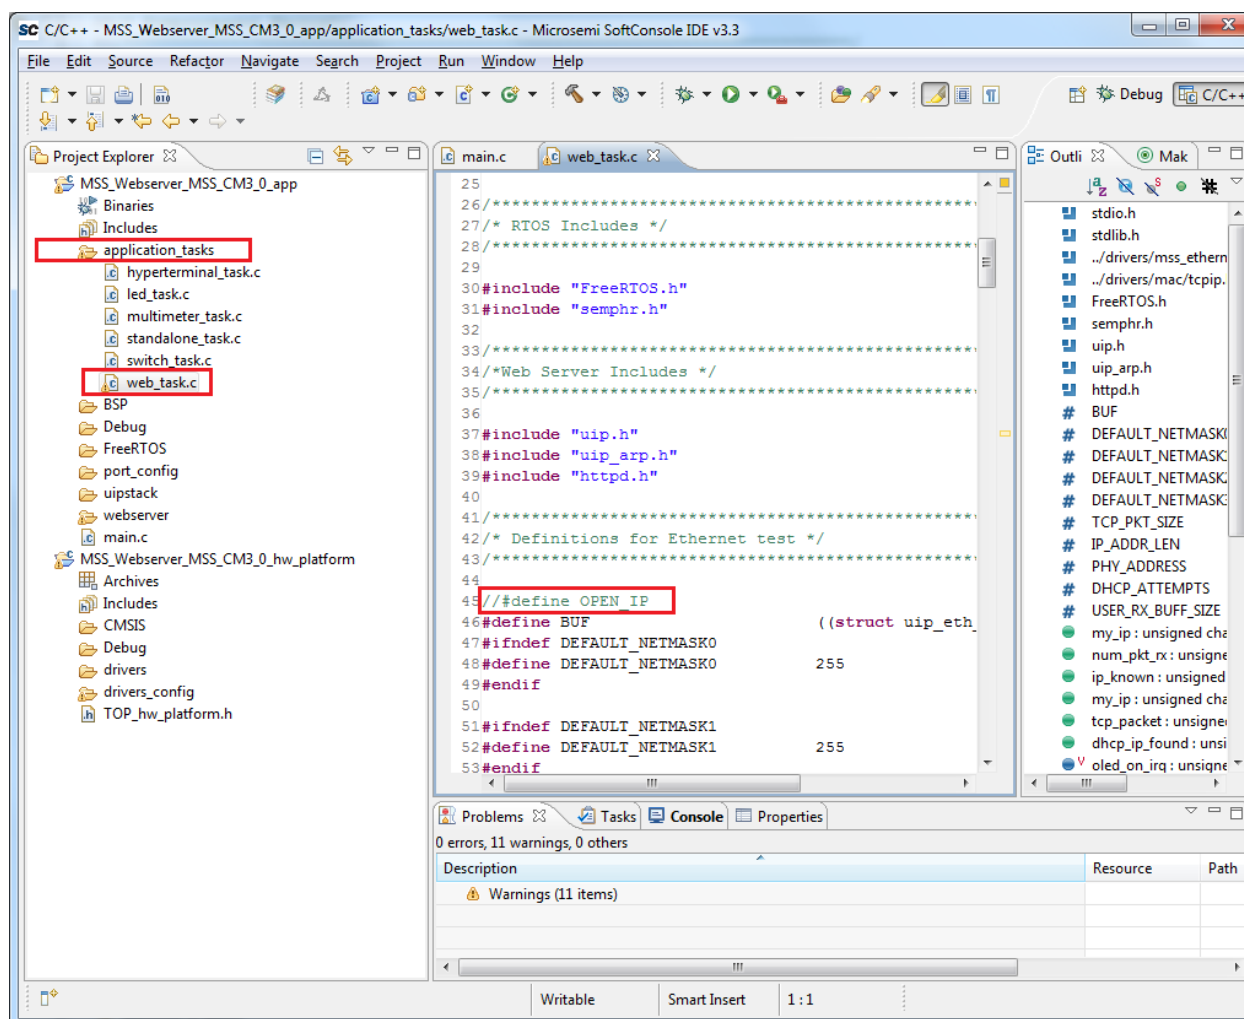 SC C/C++ - MSS_Webserver_MSS_CM3_0_app/application_tasks/web_task.c - Microsemi SoftConsole IDE v3.3
File Edit Source Refactor Navigate Search Project Run Window Help
Debug C/C++
Project Explorer
MSS_Webserver_MSS_CM3_0_app
Binaries
Includes
application_tasks
hyperterminal_task.c
led_task.c
multimeter_task.c
standalone_task.c
switch_task.c
web_task.c
BSP
Debug
FreeRTOS
port_config
uipstack
webserver
main.c
MSS_Webserver_MSS_CM3_0_hw_platform
Archives
Includes
CMSIS
Debug
drivers
drivers_config
TOP_hw_platform.h
main.c web_task.c
25
26/******************************************************
27/* RTOS Includes */
28/******************************************************
29
30#include "FreeRTOS.h"
31#include "semphr.h"
32
33/******************************************************
34/*Web Server Includes */
35/******************************************************
36
37#include "uip.h"
38#include "uip_arp.h"
39#include "httpd.h"
40
41/******************************************************
42/* Definitions for Ethernet test */
43/******************************************************
44
45//#define OPEN_IP
46#define BUF ((struct uip_eth_
47#ifndef DEFAULT_NETMASK0
48#define DEFAULT_NETMASK0 255
49#endif
50
51#ifndef DEFAULT_NETMASK1
52#define DEFAULT_NETMASK1 255
53#endif
Outli Mak
stdio.h
stdlib.h
../drivers/mss_ethern
../drivers/mac/tcpip.
FreeRTOS.h
semphr.h
uip.h
uip_arp.h
httpd.h
# BUF
# DEFAULT_NETMASK0
# DEFAULT_NETMASK
# DEFAULT_NETMASK
# DEFAULT_NETMASK
# TCP_PKT_SIZE
# IP_ADDR_LEN
# PHY_ADDRESS
# DHCP_ATTEMPTS
# USER_RX_BUFF_SIZE
my_ip : unsigned cha
num_pkt_rx : unsigne
ip_known : unsigned
my_ip : unsigned cha
tcp_packet : unsigne
dhcp_ip_found : unsi
oled_on_irq : unsigne
Problems Tasks Console Properties
0 errors, 11 warnings, 0 others
Description Resource Path
Warnings (11 items)
Writable Smart Insert 1 : 1